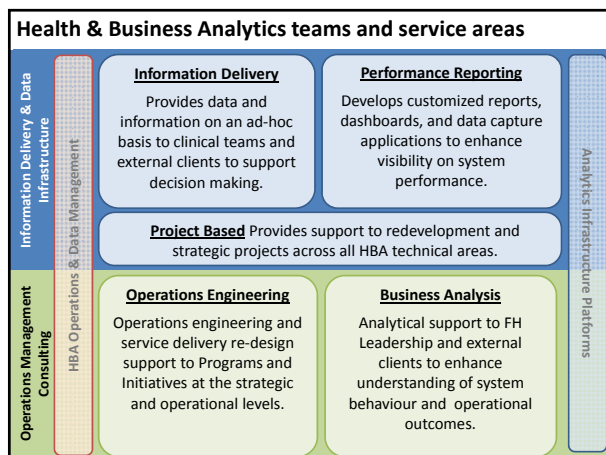 Health & Business Analytics teams and service areas
Information Delivery & Data
Infrastructure
HBA Operations & Data Management
Information Delivery
Provides data and
information on an ad-hoc
basis to clinical teams and
external clients to support
decision making.
Performance Reporting
Develops customized reports,
dashboards, and data capture
applications to enhance
visibility on system
performance.
Analytics Infrastructure Platforms
Project Based Provides support to redevelopment and
strategic projects across all HBA technical areas.
Operations Management
Consulting
Operations Engineering
Operations engineering and
service delivery re-design
support to Programs and
Initiatives at the strategic
and operational levels.
Business Analysis
Analytical support to FH
Leadership and external
clients to enhance
understanding of system
behaviour and operational
outcomes.